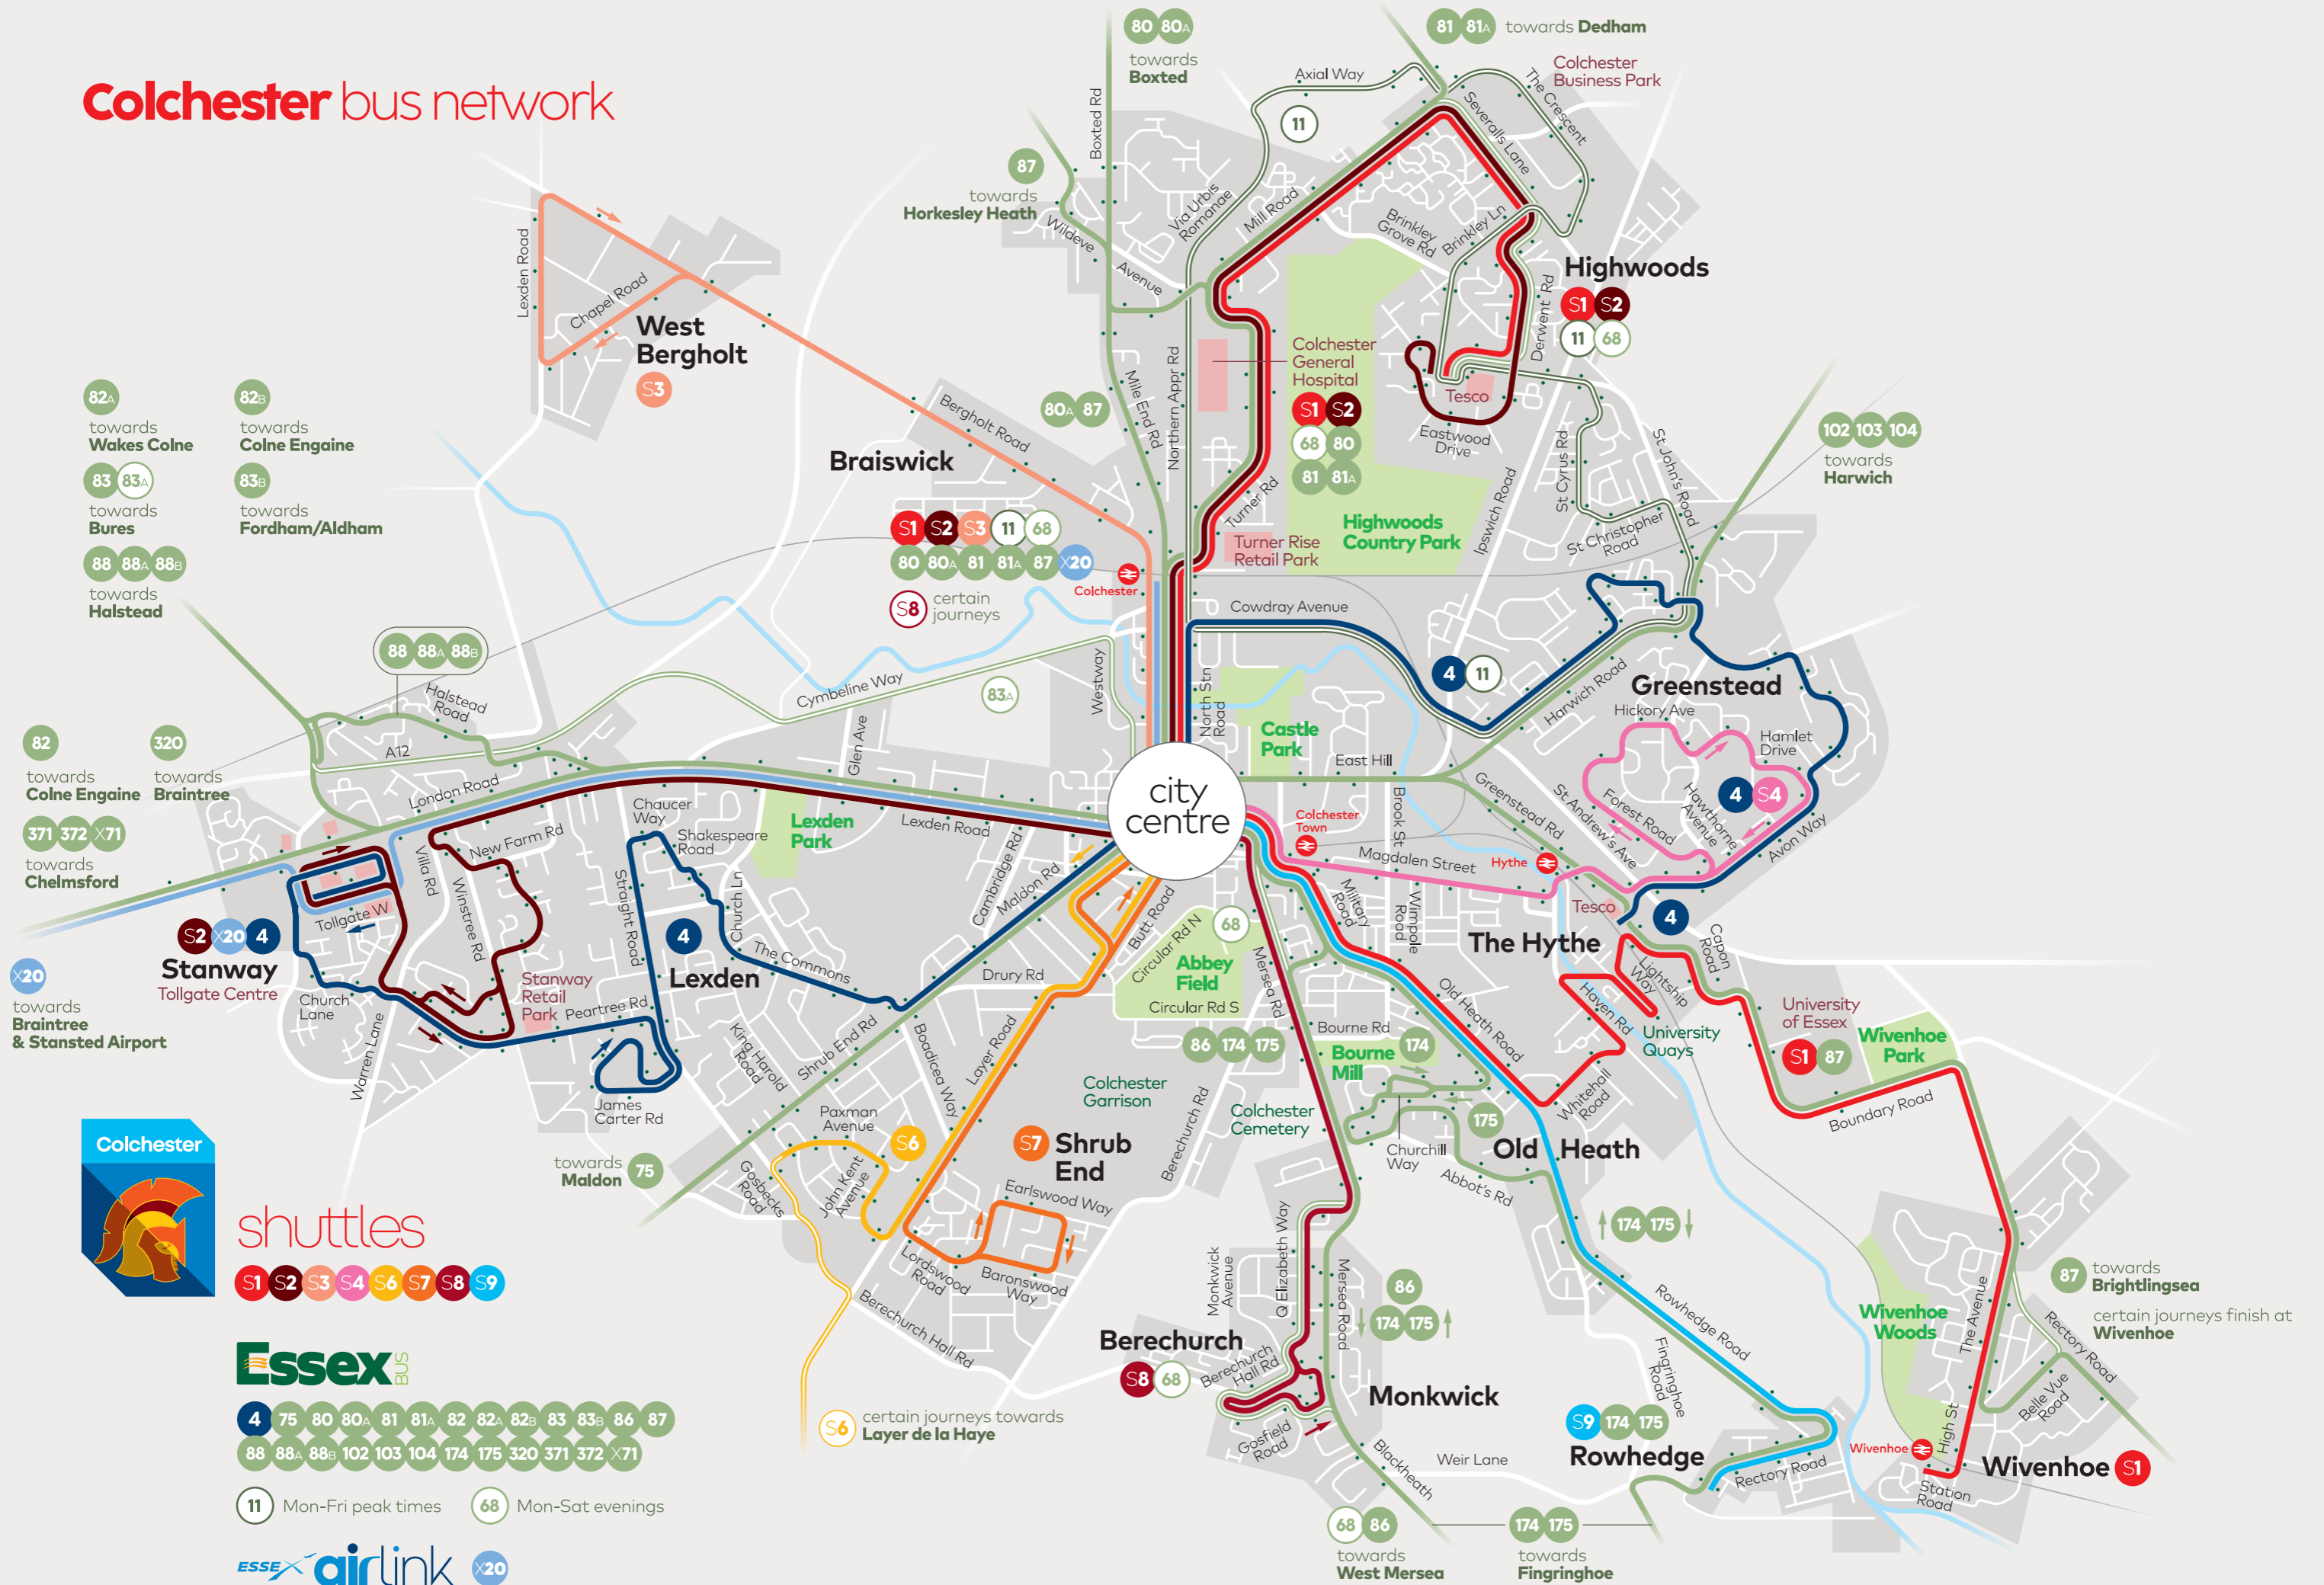 Colchester bus network
80 80A
towards
Boxted
81 81A towards Dedham
Colchester
Business Park
Axial Way
The Crescent
11
Boxted Rd
Severalls Lane
87
towards
Horkesley Heath
Wildeve
Avenue
Via Urbis
Romanae
Mill Road
Brinkley
Grove Rd
Brinkley Ln
Highwoods
S1 S2
11 68
Derwent Rd
Lexden Road
Chapel Road
West
Bergholt
S3
Colchester
General
Hospital
S1 S2
68 80
81 81A
Tesco
Eastwood
Drive
Northern Appr Rd
Mile End Rd
80A 87
82A
towards
Wakes Colne
82B
towards
Colne Engaine
83 83A
towards
Bures
83B
towards
Fordham/Aldham
88 88A 88B
towards
Halstead
Bergholt Road
Braiswick
S1 S2 S3 11 68
80 80A 81 81A 87 X20
S8 certain
journeys
Colchester
Turner Rd
Turner Rise
Retail Park
Highwoods
Country Park
Ipswich Road
St Cyrus Rd
St John's Road
St Christopher
Road
102 103 104
towards
Harwich
Cowdray Avenue
4 11
Harwich Road
Greenstead
Hickory Ave
Hamlet
Drive
4 S4
Hawthorne
Avenue
Forest Road
St Andrew's Ave
Avon Way
88 88A 88B
Halstead
Road
A12
Cymbeline Way
83A
Westway
North Stn
Road
Castle
Park
East Hill
Greenstead Rd
82
towards
Colne Engaine
320
towards
Braintree
371 372 X71
towards
Chelmsford
London Road
Glen Ave
Chaucer
Way
Shakespeare
Road
Lexden
Park
Lexden Road
city
centre
Colchester
Town
Brook St
Magdalen Street
Hythe
New Farm Rd
Villa Rd
Winstree Rd
Straight Road
Church Ln
Cambridge Rd
Maldon Rd
Butt Road
Tollgate W
S2 X20 4
Stanway
Tollgate Centre
Church
Lane
Warren Lane
Stanway
Retail
Park
Peartree Rd
4
Lexden
The Commons
Drury Rd
Circular Rd N
68
Abbey
Field
Circular Rd S
Mersea Rd
Military
Road
Wimpole
Road
The Hythe
Tesco
4
Capon
Road
Lightship
Way
Haven Rd
University
Quays
University
of Essex
S1 87
Wivenhoe
Park
Boundary Road
X20
towards
Braintree
& Stansted Airport
James
Carter Rd
King Harold
Road
Shrub End Rd
Boadicea Way
Layer Road
86 174 175
Bourne Rd
Bourne
Mill
174
Old Heath Road
Whitehall
Road
Colchester
Garrison
Colchester
Cemetery
Berechurch Rd
175
Churchill
Way
Old Heath
Abbot's Rd
Paxman
Avenue
S6
S7 Shrub
End
Earlswood Way
John Kent
Avenue
Gosbecks
Road
towards
Maldon 75
Lordswood
Road
Baronswood
Way
Berechurch Hall Rd
Colchester
shuttles
S1 S2 S3 S4 S6 S7 S8 S9
174 175
Monkwick
Avenue
Q Elizabeth Way
Mersea Road
86
174 175
Rowhedge Road
Fingringhoe
Road
Wivenhoe
Woods
The Avenue
87 towards
Brightlingsea
certain journeys finish at
Wivenhoe
Rectory Road
Belle Vue
Road
Berechurch
S8 68
Berechurch
Hall Rd
Gosfield
Road
Monkwick
Blackheath
Weir Lane
S9 174 175
Rowhedge
Rectory Road
Wivenhoe
High St
Station
Road
Wivenhoe S1
S6 certain journeys towards
Layer de la Haye
Essex BUS
4 75 80 80A 81 81A 82 82A 82B 83 83B 86 87
88 88A 88B 102 103 104 174 175 320 371 372 X71
11 Mon-Fri peak times 68 Mon-Sat evenings
ESSEX airlink X20
68 86
towards
West Mersea
174 175
towards
Fingringhoe